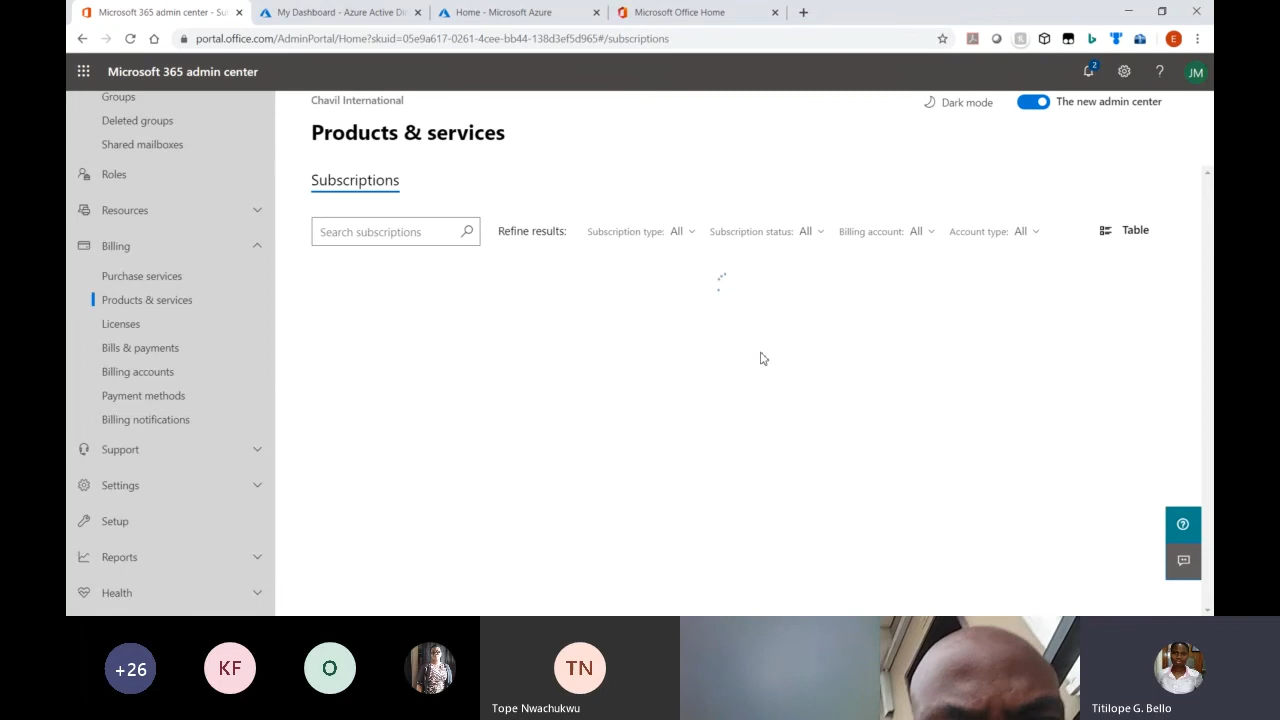 Microsoft 365 admin center - Su
My Dashboard - Azure Active Di
Home - Microsoft Azure
Microsoft Office Home
portal.office.com/AdminPortal/Home?skuid=05e9a617-0261-4cee-bb44-138d3ef5d965#/subscriptions
E
Microsoft 365 admin center
2
?
JM
Groups
Deleted groups
Shared mailboxes
Roles
Resources
Billing
Purchase services
Products & services
Licenses
Bills & payments
Billing accounts
Payment methods
Billing notifications
Support
Settings
Setup
Reports
Health
Chavil International
Dark mode
The new admin center
Products & services
Subscriptions
Search subscriptions
Refine results:
Subscription type: All
Subscription status: All
Billing account: All
Account type: All
Table
+26
KF
O
TN
Tope Nwachukwu
Titilope G. Bello